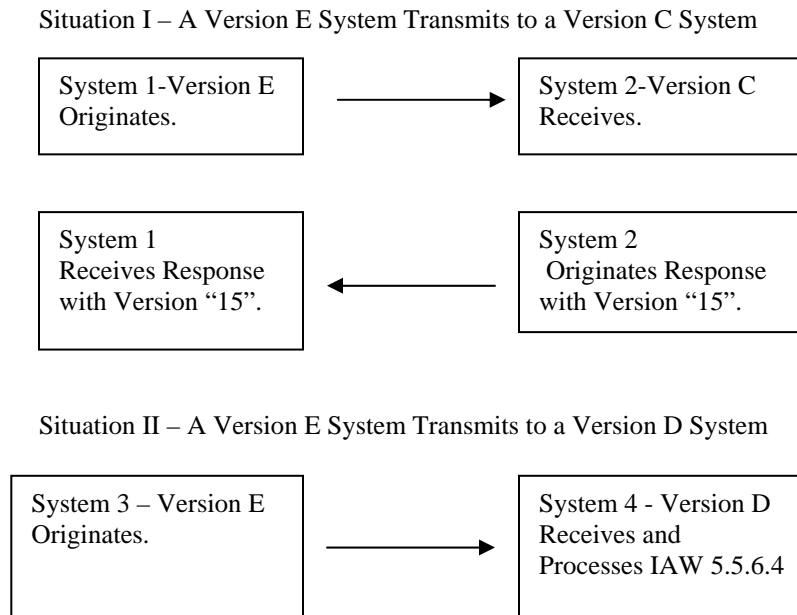 Situation I – A Version E System Transmits to a Version C System
System 1-Version E
Originates.
System 2-Version C
Receives.
System 1
Receives Response
with Version “15”.
System 2
Originates Response
with Version “15”.
Situation II – A Version E System Transmits to a Version D System
System 3 – Version E
Originates.
System 4 - Version D
Receives and
Processes IAW 5.5.6.4